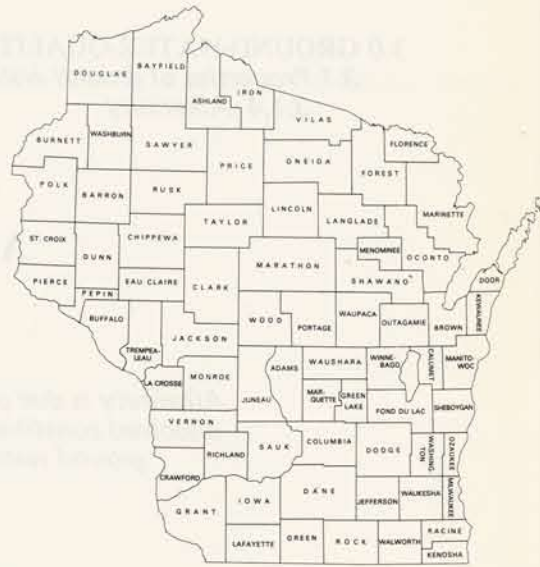 DOUGLAS
BAYFIELD
ASHLAND
IRON
VILAS
BURNETT
WASHBURN
SAWYER
PRICE
ONEIDA
FLORENCE
FOREST
MARINETTE
POLK
BARRON
RUSK
LINCOLN
LANGLADE
TAYLOR
ST. CROIX
DUNN
CHIPPEWA
MENOMINEE
OCONTO
MARATHON
DOOR
PIERCE
PEPIN
EAU CLAIRE
CLARK
SHAWANO
BUFFALO
TREMPEA-
LEAU
JACKSON
WOOD
PORTAGE
WAUPACA
OUTAGAMIE
BROWN
KEWAUNEE
LA CROSSE
MONROE
JUNEAU
ADAMS
WAUSHARA
WINNE-
BAGO
CALUMET
MANITO-
WOC
MAR-
QUETTE
GREEN
LAKE
FOND DU LAC
SHEBOYGAN
VERNON
RICHLAND
SAUK
COLUMBIA
DODGE
WASHING
TON
OZAUKEE
CRAWFORD
GRANT
IOWA
DANE
JEFFERSON
WAUKESHA
MILWAUKEE
LAFAYETTE
GREEN
ROCK
WALWORTH
RACINE
KENOSHA